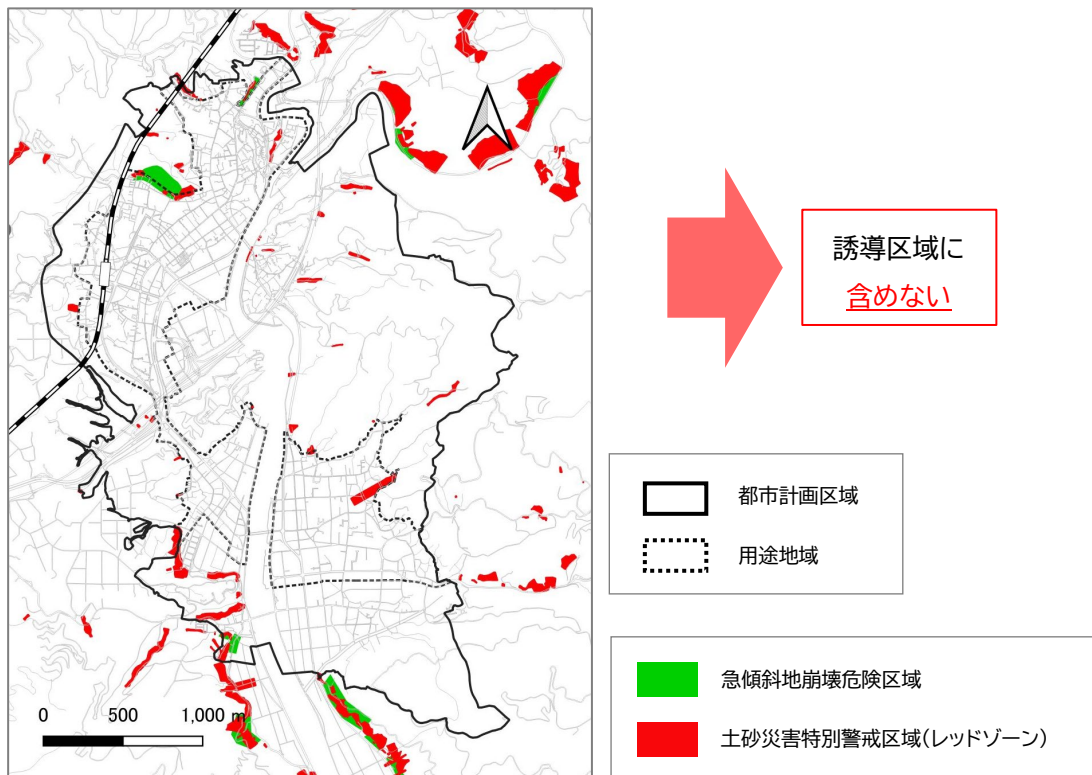 誘導区域に
含めない
都市計画区域
用途地域
急傾斜地崩壊危険区域
土砂災害特別警戒区域(レッドゾーン)
0 500 1,000 m